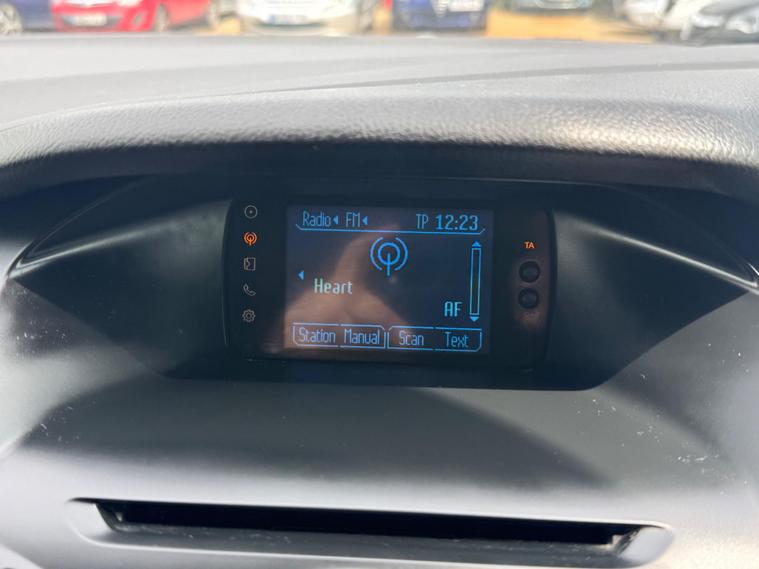 Radio FM TP 12:23
TA
Heart
AF
Station Manual Scan Text